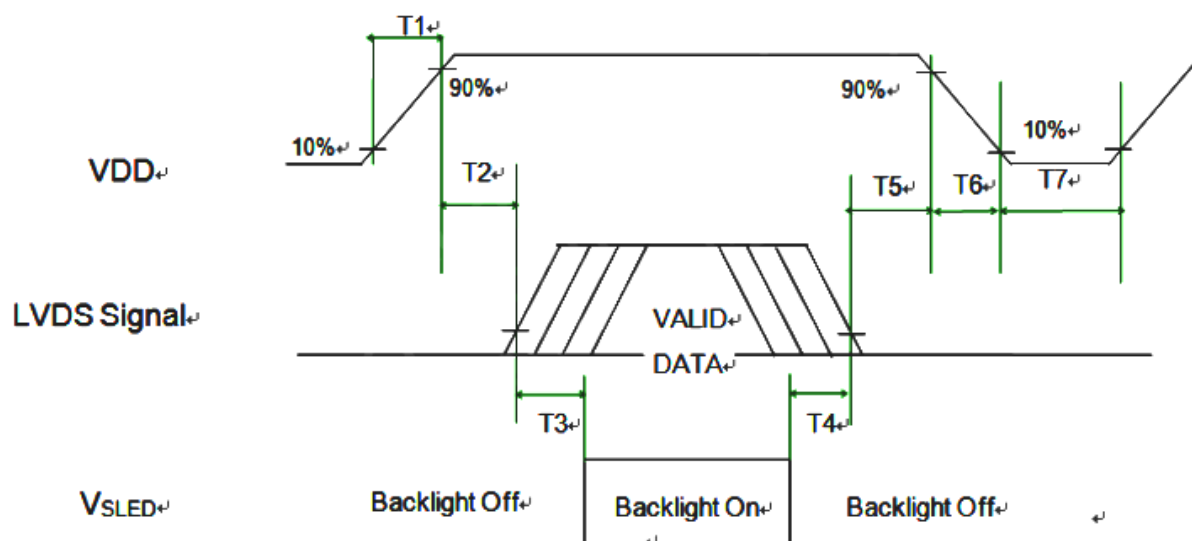 T1↵
90%↵
90%↵
10%↵
10%↵
VDD↵
T2↵
T5↵
T6↵
T7↵
LVDS Signal↵
VALID↵
DATA↵
T3↵
T4↵
VSLED↵
Backlight Off↵
Backlight On↵
Backlight Off↵
↵
↵